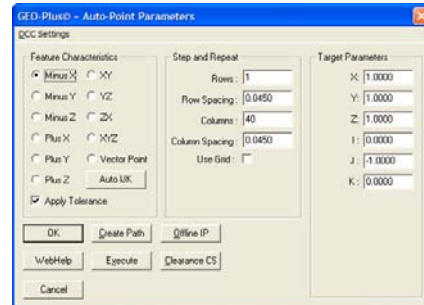 GEO-Plus© - Auto-Point Parameters
DCC Settings
Feature Characteristics
Minus X
XY
Minus Y
YZ
Minus Z
ZX
Plus X
XYZ
Plus Y
Vector Point
Plus Z
Auto IJK
Apply Tolerance
Step and Repeat
Rows: 1
Row Spacing: 0.0450
Columns: 40
Column Spacing: 0.0450
Use Grid:
Target Parameters
X: 1.0000
Y: 1.0000
Z: 1.0000
I: 0.0000
J: -1.0000
K: 0.0000
OK
Create Path
Offline IP
WebHelp
Execute
Clearance CS
Cancel